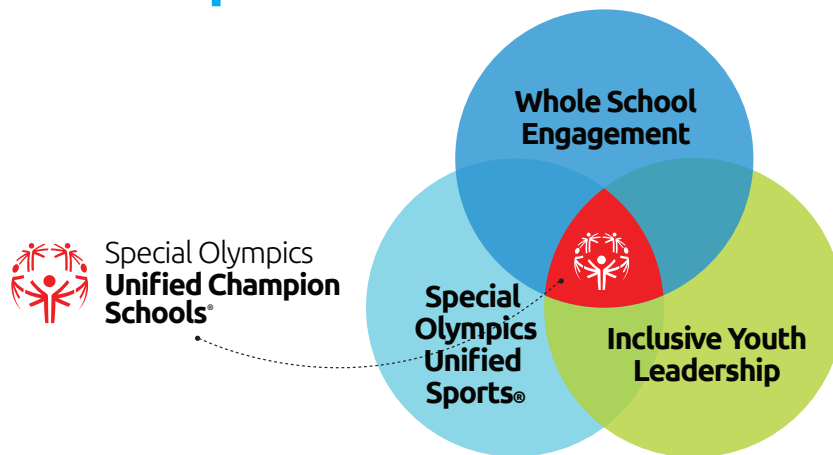 Whole School
Engagement
Special Olympics
Unified Champion
Schools®
Special
Olympics
Unified
Sports®
Inclusive Youth
Leadership